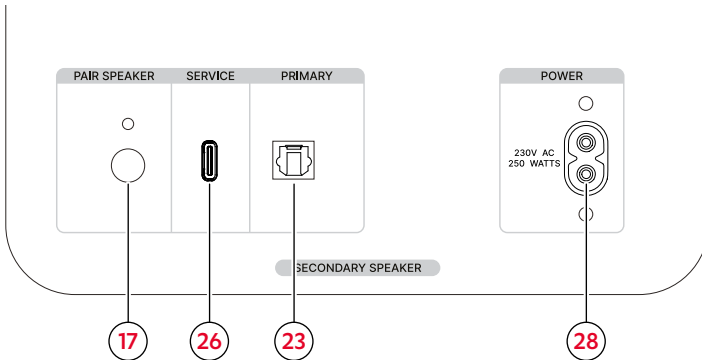 PAIR SPEAKER SERVICE PRIMARY POWER
230V AC
250 WATTS
SECONDARY SPEAKER
17 26 23 28